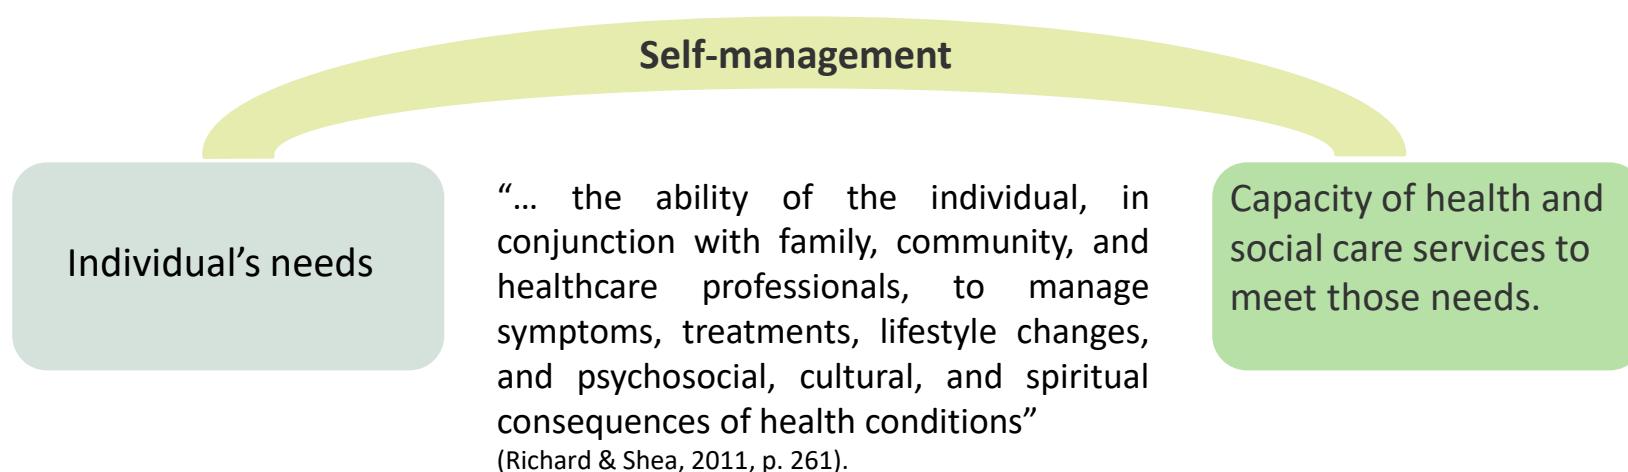 Self-management
Individual’s needs
“… the ability of the individual, in
conjunction with family, community, and
healthcare professionals, to manage
symptoms, treatments, lifestyle changes,
and psychosocial, cultural, and spiritual
consequences of health conditions”
(Richard & Shea, 2011, p. 261).
Capacity of health and
social care services to
meet those needs.